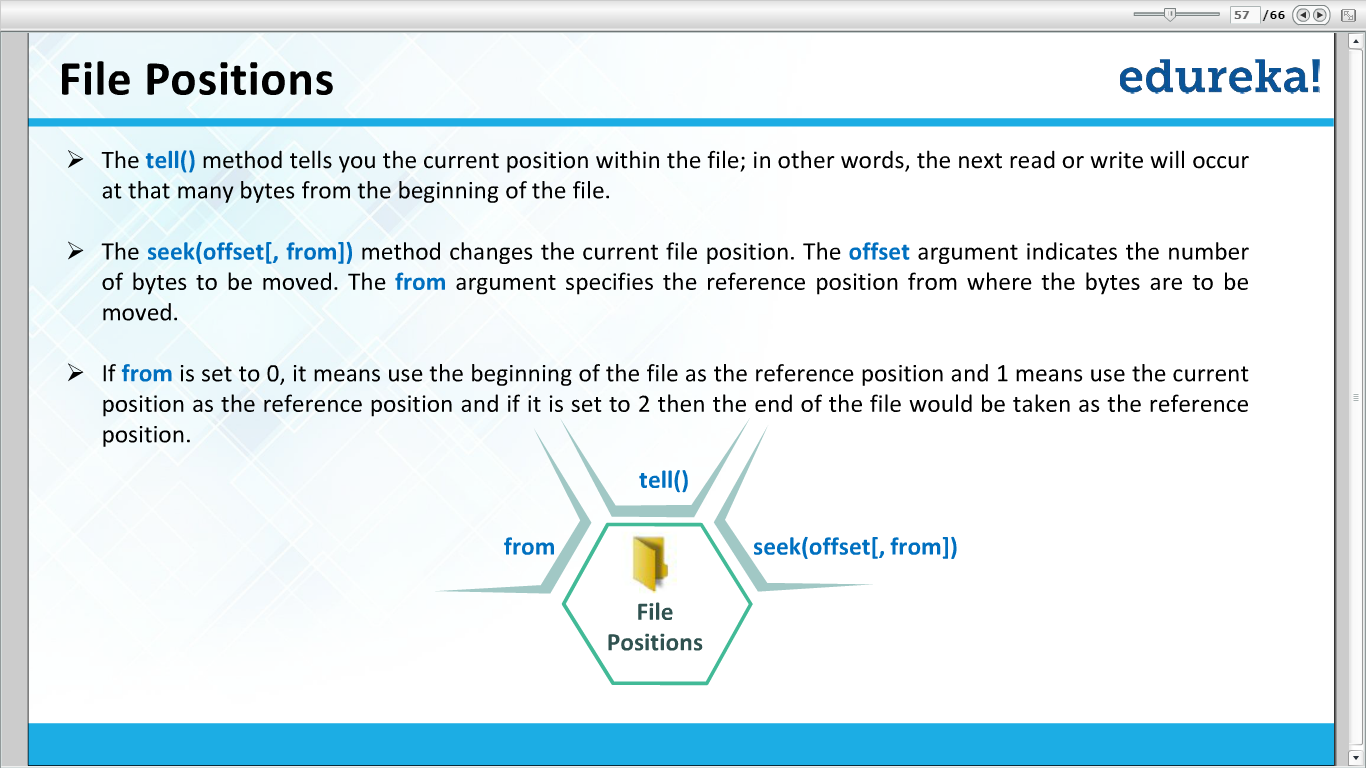 57 /66
File Positions
edureka!
➢ The tell() method tells you the current position within the file; in other words, the next read or write will occur
at that many bytes from the beginning of the file.
➢ The seek(offset[, from]) method changes the current file position. The offset argument indicates the number
of bytes to be moved. The from argument specifies the reference position from where the bytes are to be
moved.
➢ If from is set to 0, it means use the beginning of the file as the reference position and 1 means use the current
position as the reference position and if it is set to 2 then the end of the file would be taken as the reference
position.
tell()
from
seek(offset[, from])
File
Positions